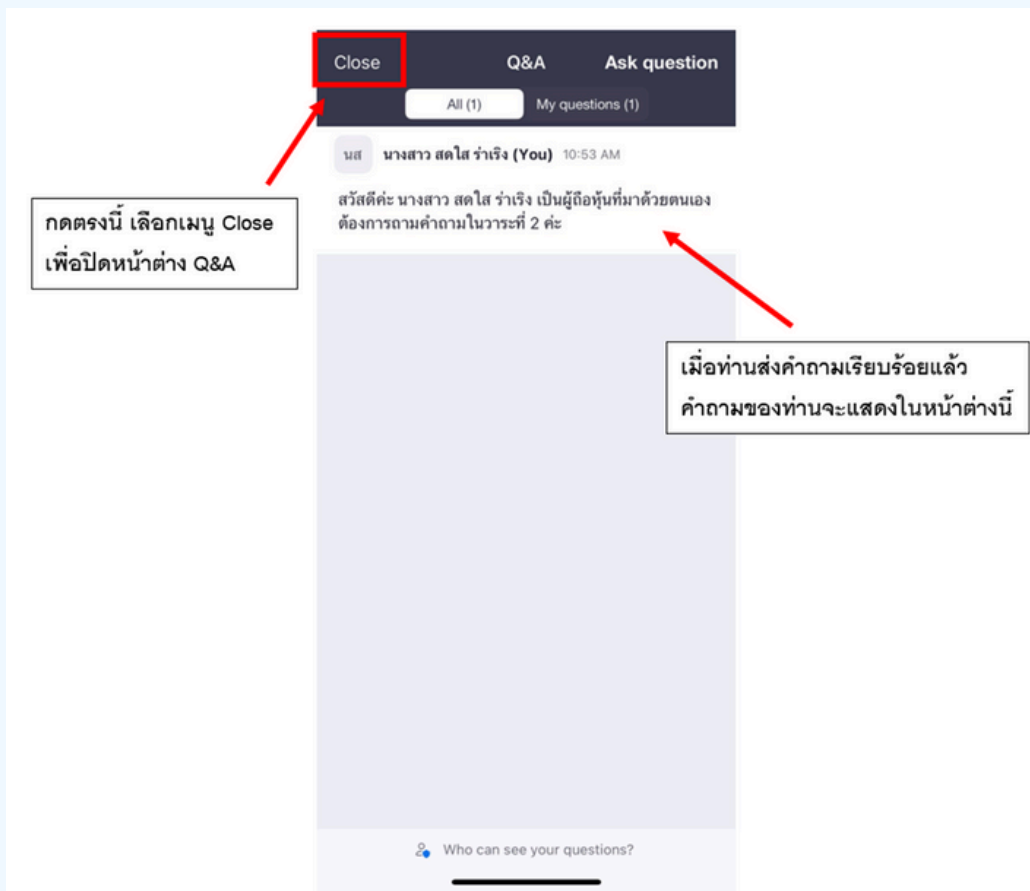 Close Q&A Ask question
All (1) My questions (1)
นส นางสาว สดใส ร่าเริง (You) 10:53 AM
สวัสดีค่ะ นางสาว สดใส ร่าเริง เป็นผู้ถือหุ้นที่มาด้วยตนเอง
ต้องการถามคำถามในวาระที่ 2 ค่ะ
กดตรงนี้ เลือกเมนู Close
เพื่อปิดหน้าต่าง Q&A
เมื่อท่านส่งคำถามเรียบร้อยแล้ว
คำถามของท่านจะแสดงในหน้าต่างนี้
Who can see your questions?